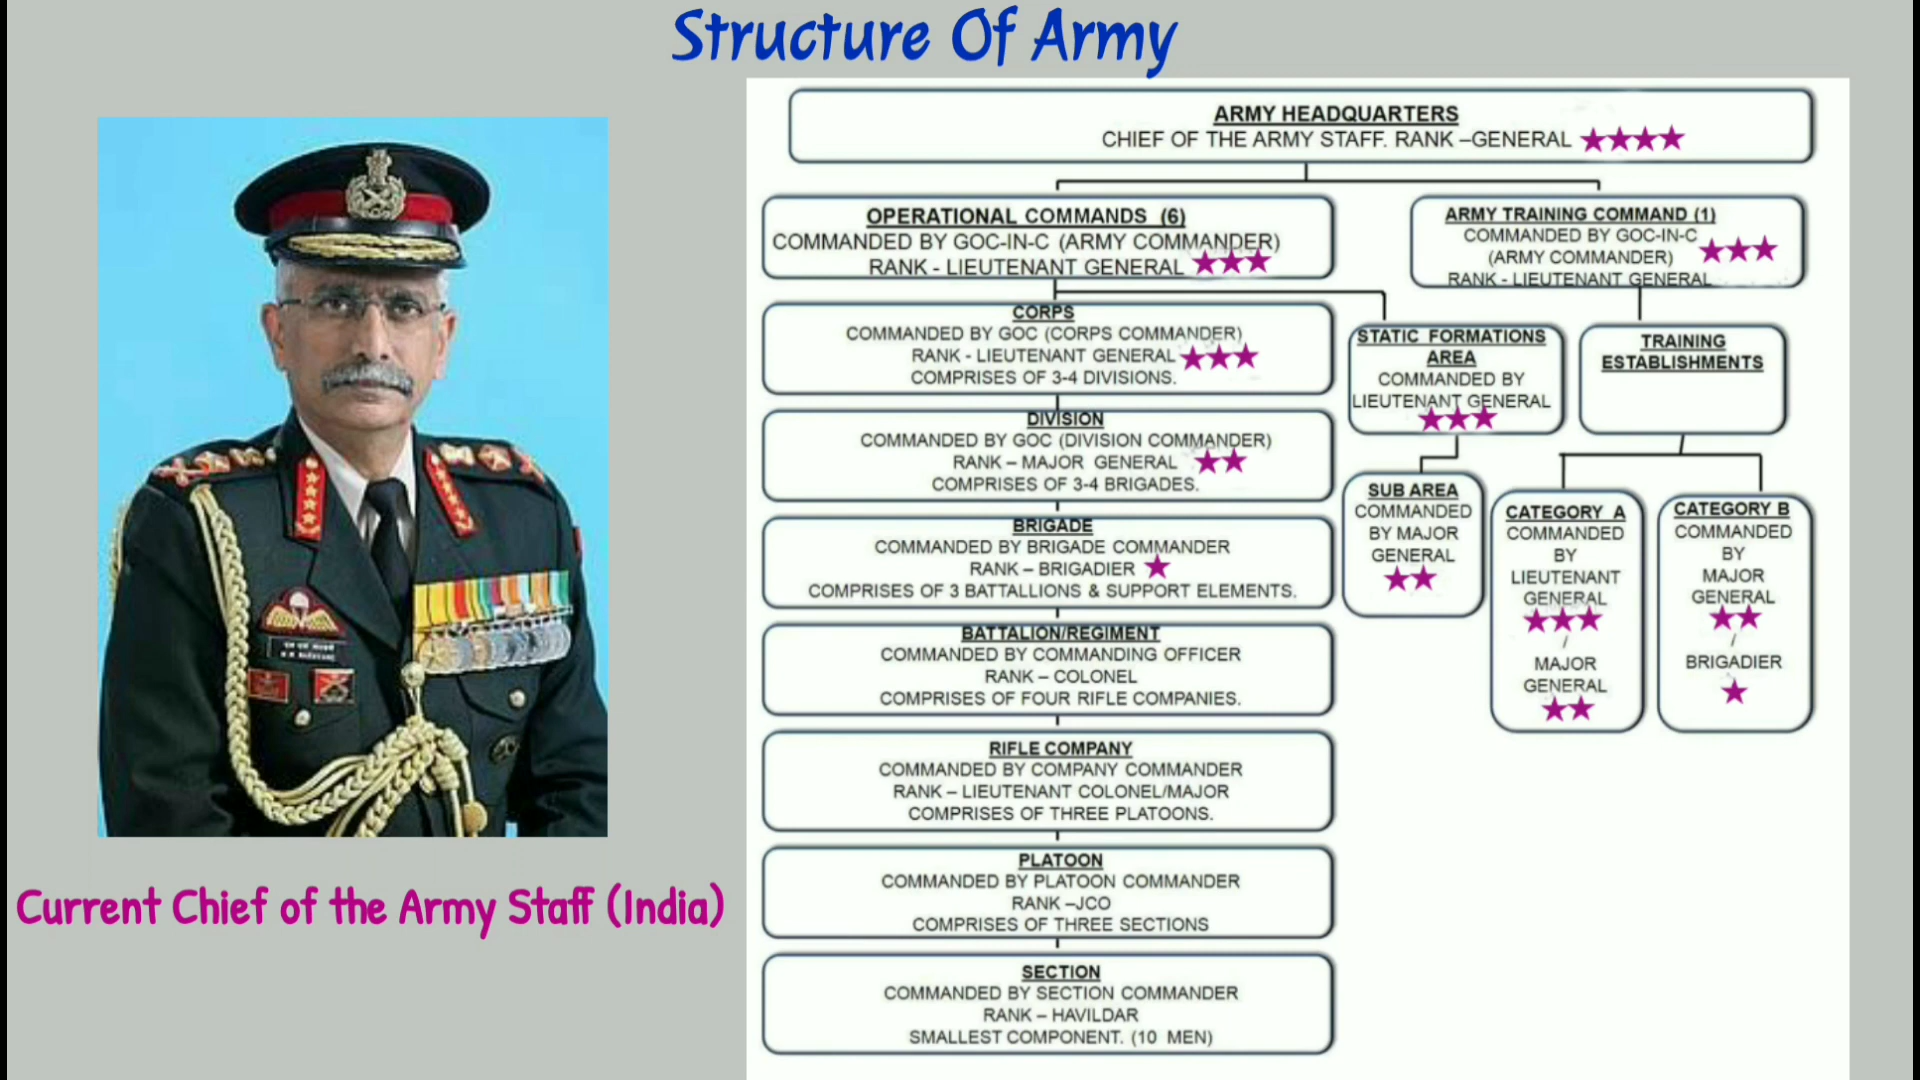 Structure Of Army
Current Chief of the Army Staff (India)
ARMY HEADQUARTERS
CHIEF OF THE ARMY STAFF. RANK –GENERAL
OPERATIONAL COMMANDS (6)
COMMANDED BY GOC-IN-C (ARMY COMMANDER)
RANK - LIEUTENANT GENERAL
ARMY TRAINING COMMAND (1)
COMMANDED BY GOC-IN-C
(ARMY COMMANDER)
RANK - LIEUTENANT GENERAL
CORPS
COMMANDED BY GOC (CORPS COMMANDER)
RANK - LIEUTENANT GENERAL
COMPRISES OF 3-4 DIVISIONS.
STATIC FORMATIONS
AREA
COMMANDED BY
LIEUTENANT GENERAL
TRAINING
ESTABLISHMENTS
DIVISION
COMMANDED BY GOC (DIVISION COMMANDER)
RANK – MAJOR GENERAL
COMPRISES OF 3-4 BRIGADES.
SUB AREA
COMMANDED
BY MAJOR
GENERAL
CATEGORY A
COMMANDED
BY
LIEUTENANT
GENERAL
/
MAJOR
GENERAL
CATEGORY B
COMMANDED
BY
MAJOR
GENERAL
/
BRIGADIER
BRIGADE
COMMANDED BY BRIGADE COMMANDER
RANK – BRIGADIER
COMPRISES OF 3 BATTALLIONS & SUPPORT ELEMENTS.
BATTALION/REGIMENT
COMMANDED BY COMMANDING OFFICER
RANK – COLONEL
COMPRISES OF FOUR RIFLE COMPANIES.
RIFLE COMPANY
COMMANDED BY COMPANY COMMANDER
RANK – LIEUTENANT COLONEL/MAJOR
COMPRISES OF THREE PLATOONS.
PLATOON
COMMANDED BY PLATOON COMMANDER
RANK –JCO
COMPRISES OF THREE SECTIONS
SECTION
COMMANDED BY SECTION COMMANDER
RANK – HAVILDAR
SMALLEST COMPONENT. (10 MEN)